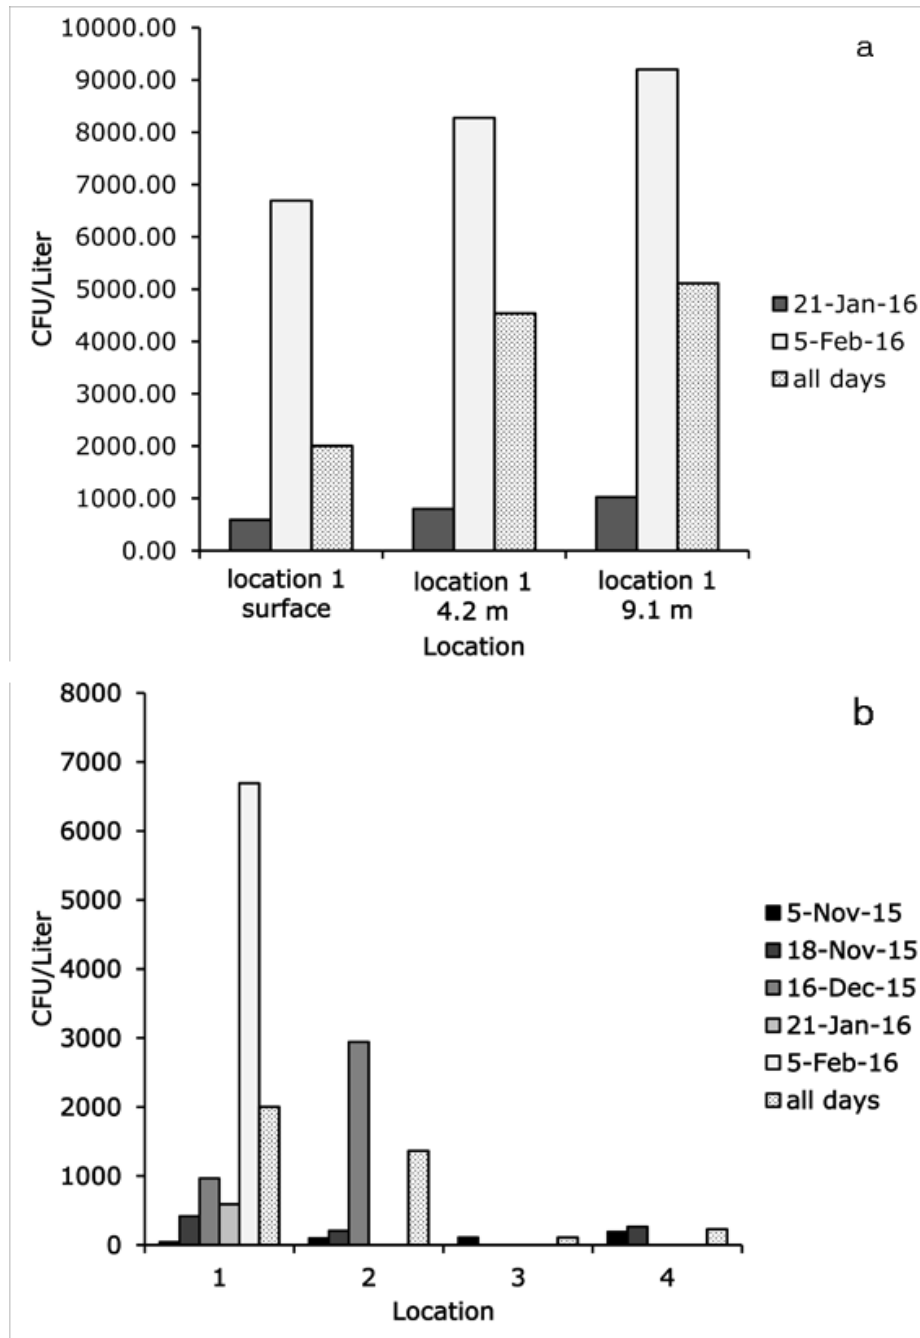 a
10000.00
9000.00
8000.00
7000.00
6000.00
5000.00
4000.00
3000.00
2000.00
1000.00
0.00
CFU/Liter
location 1
surface
location 1
4.2 m
location 1
9.1 m
Location
21-Jan-16
5-Feb-16
all days
b
8000
7000
6000
5000
4000
3000
2000
1000
0
CFU/Liter
1 2 3 4
Location
5-Nov-15
18-Nov-15
16-Dec-15
21-Jan-16
5-Feb-16
all days